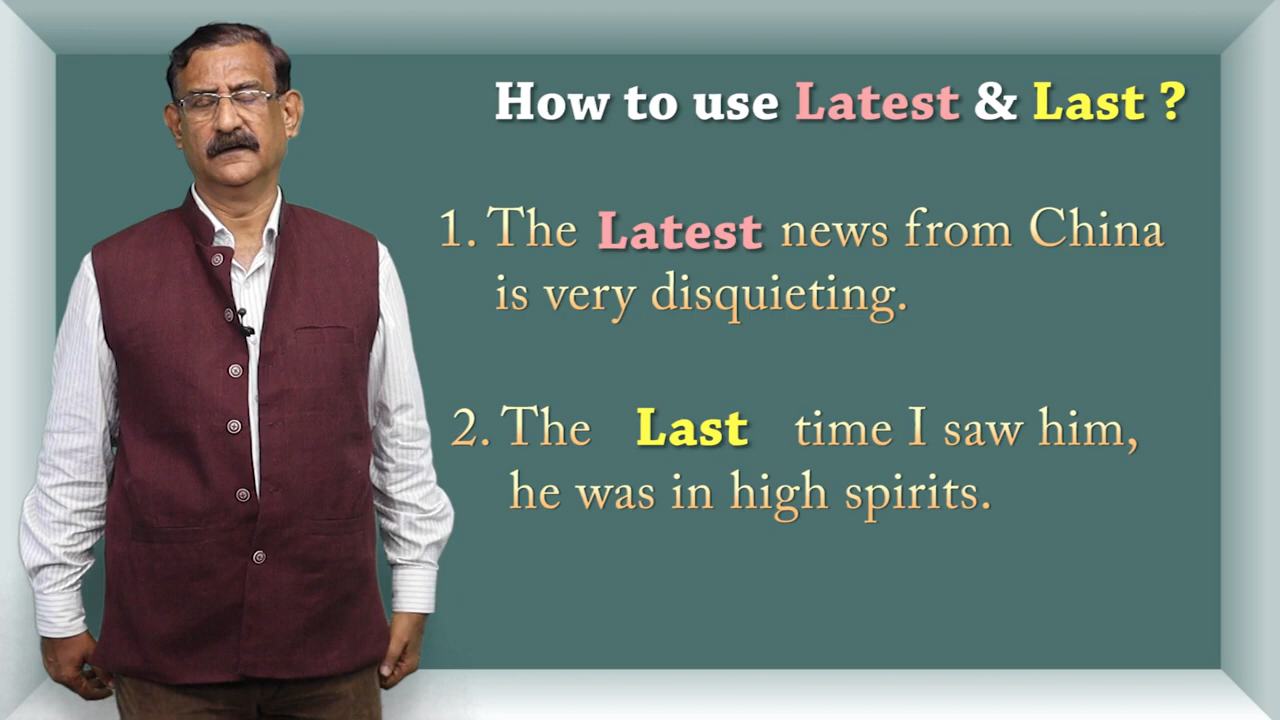 How to use Latest & Last ?
1. The Latest news from China
is very disquieting.
2. The Last time I saw him,
he was in high spirits.